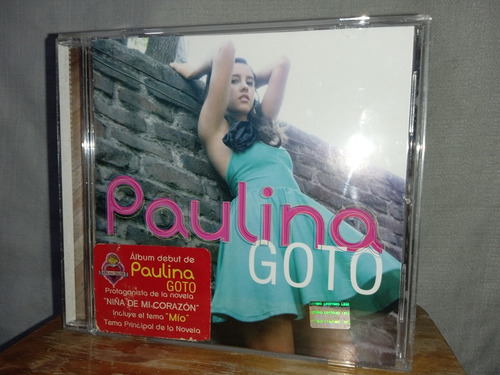 Paulina
GOTO
Álbum debut de
Paulina
GOTO
Protagonista de la novela
"NIÑA DE MI CORAZÓN"
Incluye el tema "Mío"
Tema Principal de la Novela